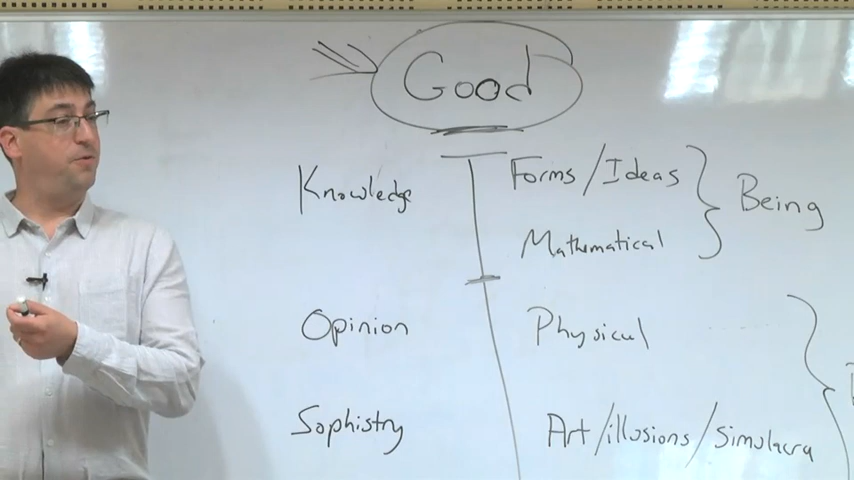 Good
Knowledge Forms/Ideas Being
Mathematical
Opinion Physical
Sophistry Art/illusions/simulacra